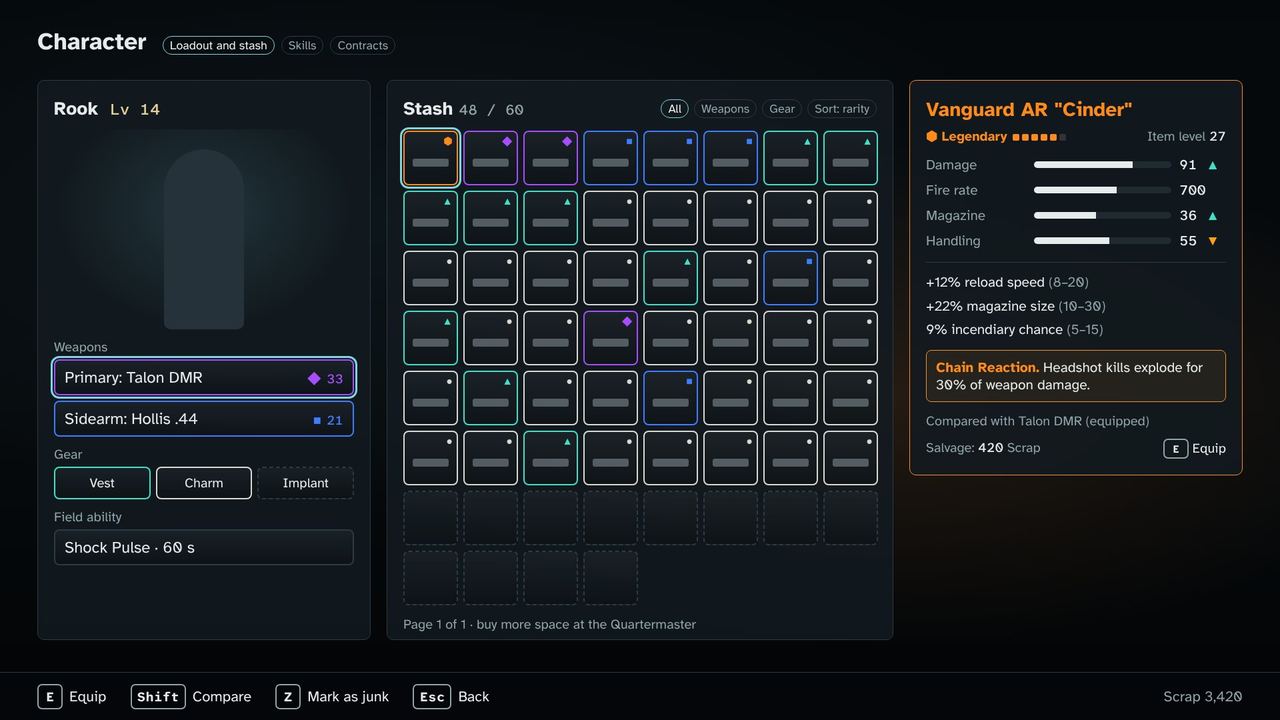 Character
Loadout and stash
Skills
Contracts
Rook Lv 14
Weapons
Primary: Talon DMR 33
Sidearm: Hollis .44 21
Gear
Vest
Charm
Implant
Field ability
Shock Pulse · 60 s
Stash 48 / 60
All
Weapons
Gear
Sort: rarity
Page 1 of 1 · buy more space at the Quartermaster
Vanguard AR "Cinder"
Legendary
Item level 27
Damage 91 ▲
Fire rate 700
Magazine 36 ▲
Handling 55 ▼
+12% reload speed (8–20)
+22% magazine size (10–30)
9% incendiary chance (5–15)
Chain Reaction. Headshot kills explode for
30% of weapon damage.
Compared with Talon DMR (equipped)
Salvage: 420 Scrap
E Equip
E Equip
Shift Compare
Z Mark as junk
Esc Back
Scrap 3,420